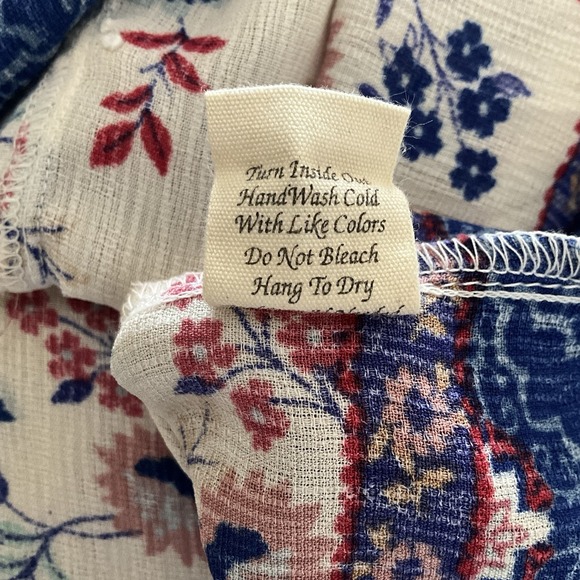 Turn Inside Out
HandWash Cold
With Like Colors
Do Not Bleach
Hang To Dry